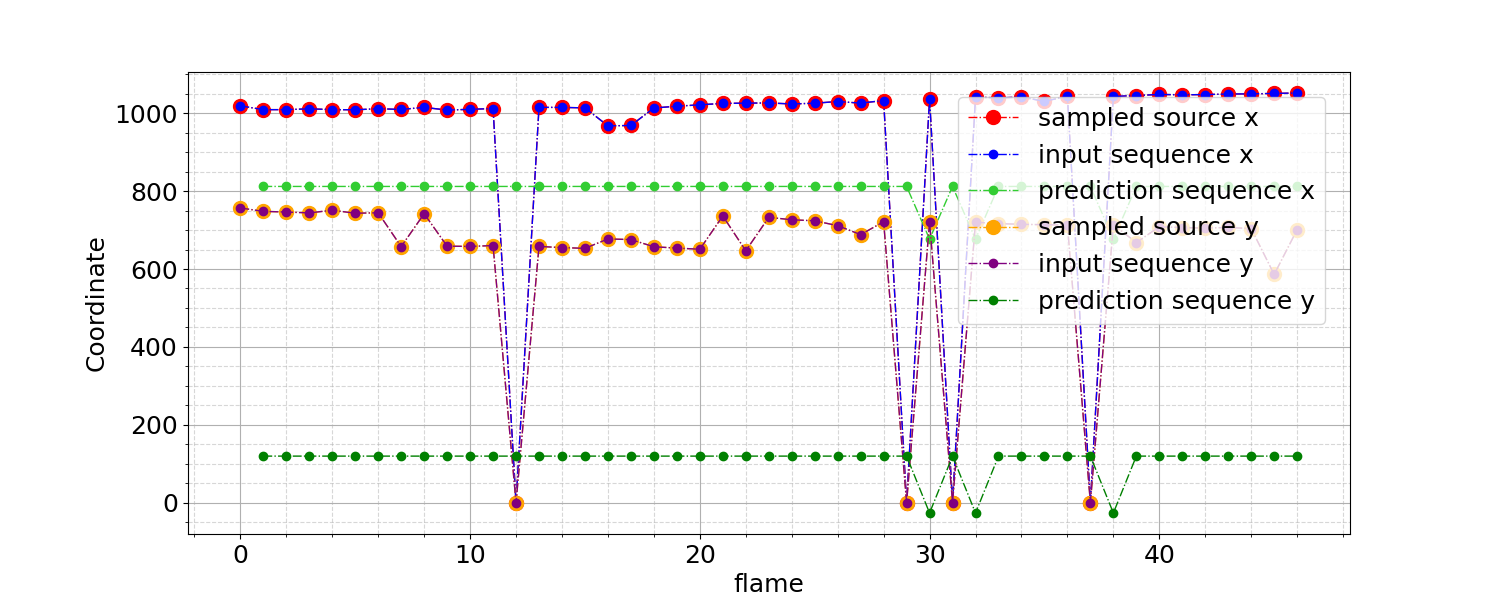 1000
800
600
400
200
0
Coordinate
sampled source x
input sequence x
prediction sequence x
sampled source y
input sequence y
prediction sequence y
0 10 20 30 40
flame